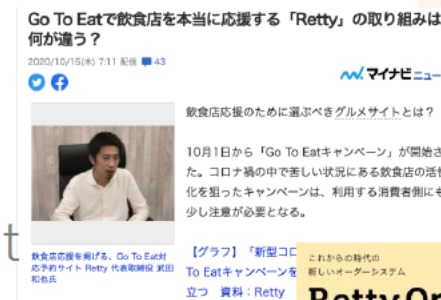 Go To Eatで飲食店を本当に応援する「Retty」の取り組みは
何が違う？
2020/10/15(木) 7:11 配信 43
マイナビニュー
飲食店応援のために選ぶべきグルメサイトとは？
10月1日から「Go To Eatキャンペーン」が開始さ
た。コロナ禍の中で苦しい状況にある飲食店の活性
化を狙ったキャンペーンは、利用する消費者側にも
少し注意が必要となる。
t
飲食店応援を掲げる、Go To Eat対
応予約サイト Retty 代表取締役 武田
和也氏
【グラフ】「新型コロ
To Eatキャンペーンを
立つ 資料：Retty
これからの時代の
新しいオーダーシステム
Retty Or